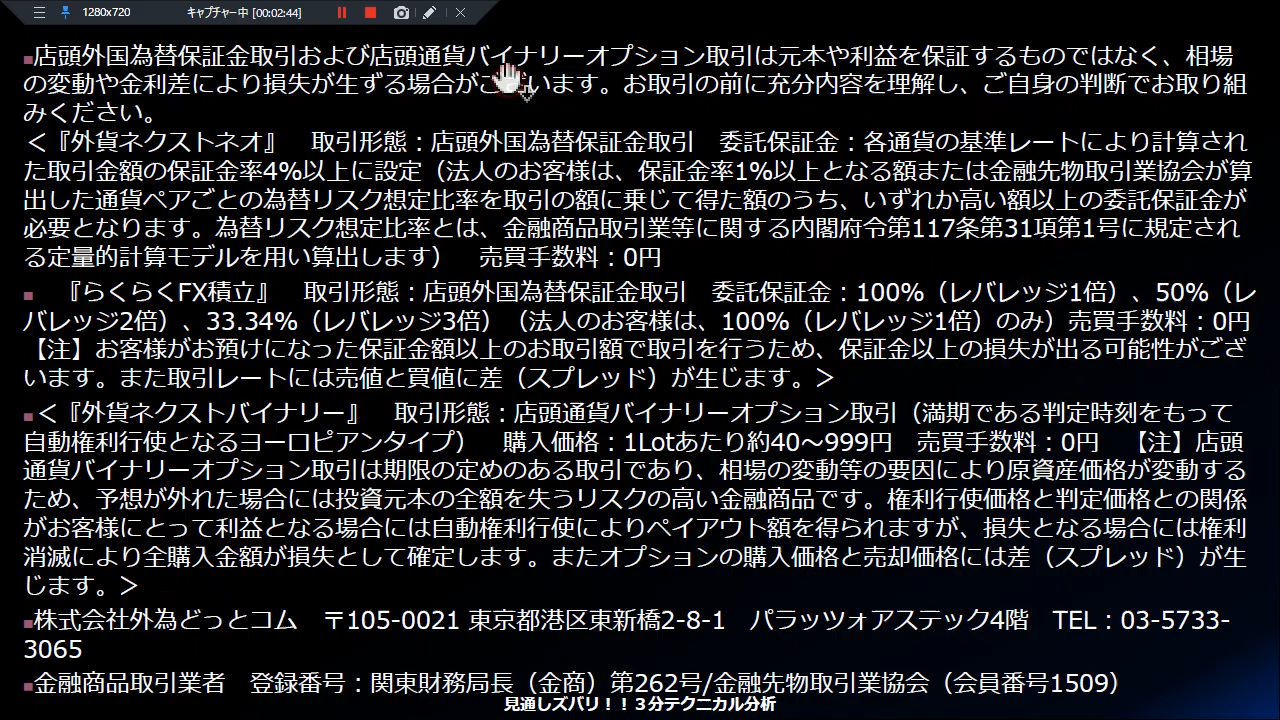 1280x720 キャプチャー中 [00:02:44]
■店頭外国為替保証金取引および店頭通貨バイナリーオプション取引は元本や利益を保証するものではなく、相場
の変動や金利差により損失が生ずる場合がございます。お取引の前に充分内容を理解し、ご自身の判断でお取り組
みください。
＜『外貨ネクストネオ』　取引形態：店頭外国為替保証金取引　委託保証金：各通貨の基準レートにより計算され
た取引金額の保証金率4%以上に設定（法人のお客様は、保証金率1%以上となる額または金融先物取引業協会が算
出した通貨ペアごとの為替リスク想定比率を取引の額に乗じて得た額のうち、いずれか高い額以上の委託保証金が
必要となります。為替リスク想定比率とは、金融商品取引業等に関する内閣府令第117条第31項第1号に規定され
る定量的計算モデルを用い算出します）　売買手数料：0円
■　『らくらくFX積立』　取引形態：店頭外国為替保証金取引　委託保証金：100%（レバレッジ1倍）、50%（レ
バレッジ2倍）、33.34%（レバレッジ3倍）（法人のお客様は、100%（レバレッジ1倍）のみ）売買手数料：0円
【注】お客様がお預けになった保証金額以上のお取引額で取引を行うため、保証金以上の損失が出る可能性がござ
います。また取引レートには売値と買値に差（スプレッド）が生じます。＞
■＜『外貨ネクストバイナリー』　取引形態：店頭通貨バイナリーオプション取引（満期である判定時刻をもって
自動権利行使となるヨーロピアンタイプ）　購入価格：1Lotあたり約40～999円　売買手数料：0円　【注】店頭
通貨バイナリーオプション取引は期限の定めのある取引であり、相場の変動等の要因により原資産価格が変動する
ため、予想が外れた場合には投資元本の全額を失うリスクの高い金融商品です。権利行使価格と判定価格との関係
がお客様にとって利益となる場合には自動権利行使によりペイアウト額を得られますが、損失となる場合には権利
消滅により全購入金額が損失として確定します。またオプションの購入価格と売却価格には差（スプレッド）が生
じます。＞
■株式会社外為どっとコム　〒105-0021 東京都港区東新橋2-8-1　パラッツォアステック4階　TEL：03-5733-
3065
■金融商品取引業者　登録番号：関東財務局長（金商）第262号/金融先物取引業協会（会員番号1509）
見通しズバリ！！３分テクニカル分析